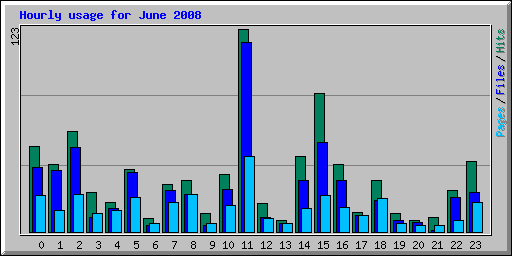 Hourly usage for June 2008
123
Pages / Files / Hits
0 1 2 3 4 5 6 7 8 9 10 11 12 13 14 15 16 17 18 19 20 21 22 23